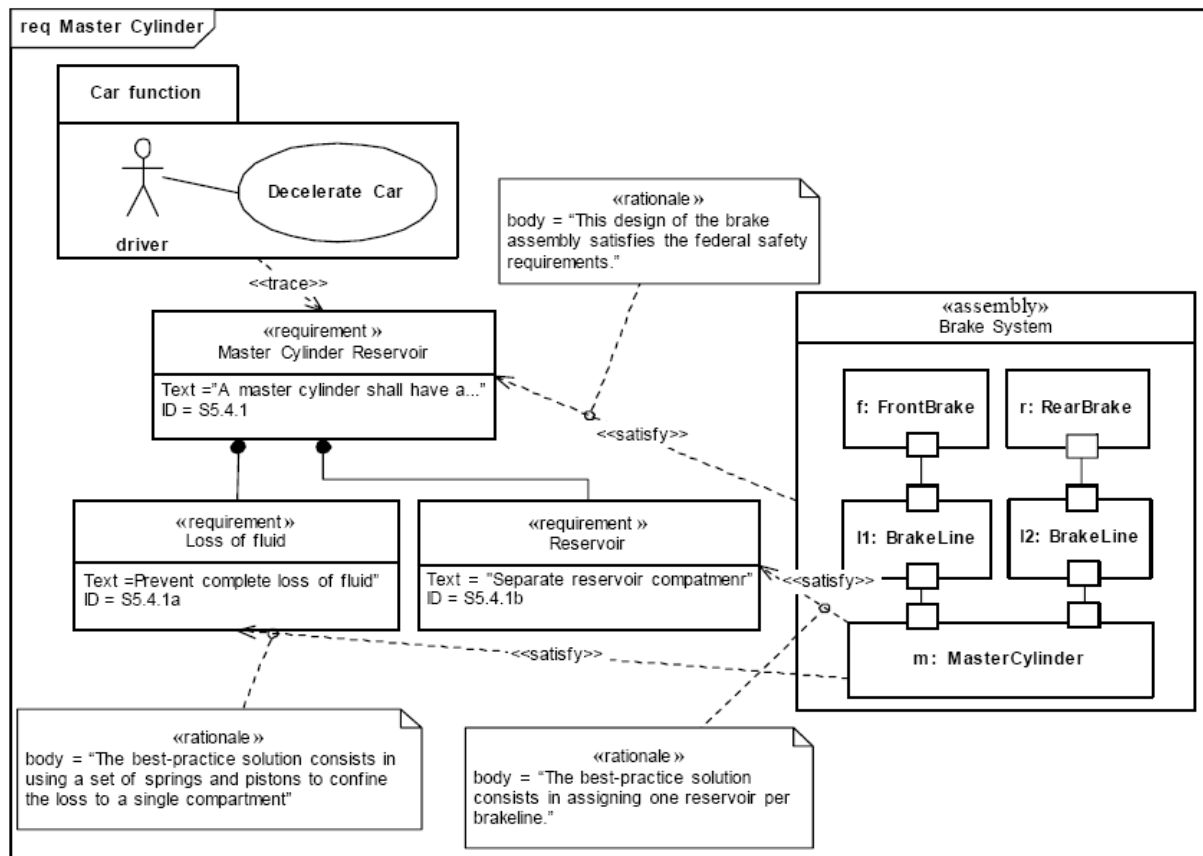 req Master Cylinder
Car function
Decelerate Car
driver
<<trace>>
«rationale»
body = “This design of the brake
assembly satisfies the federal safety
requirements.”
«requirement»
Master Cylinder Reservoir
Text =”A master cylinder shall have a...”
ID = S5.4.1
<<satisfy>>
«assembly»
Brake System
f: FrontBrake
r: RearBrake
l1: BrakeLine
l2: BrakeLine
m: MasterCylinder
«requirement»
Loss of fluid
Text =Prevent complete loss of fluid”
ID = S5.4.1a
«requirement»
Reservoir
Text = “Separate reservoir compatmenr”
ID = S5.4.1b
<<satisfy>>
<<satisfy>>
«rationale»
body = “The best-practice solution consists in
using a set of springs and pistons to confine
the loss to a single compartment”
«rationale»
body = “The best-practice solution
consists in assigning one reservoir per
brakeline.”